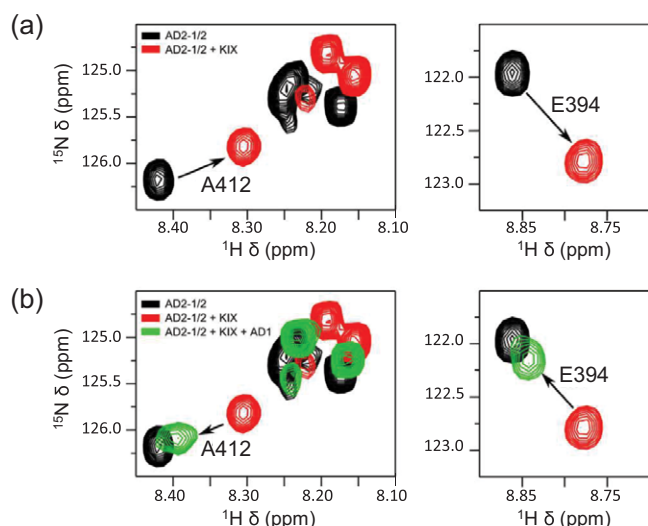 (a)
AD2-1/2
AD2-1/2 + KIX
125.0
125.5
126.0
15N δ (ppm)
A412
8.40 8.30 8.20 8.10
1H δ (ppm)
122.0
122.5
123.0
E394
8.85 8.75
1H δ (ppm)
(b)
AD2-1/2
AD2-1/2 + KIX
AD2-1/2 + KIX + AD1
125.0
125.5
126.0
15N δ (ppm)
A412
8.40 8.30 8.20 8.10
1H δ (ppm)
122.0
122.5
123.0
E394
8.85 8.75
1H δ (ppm)